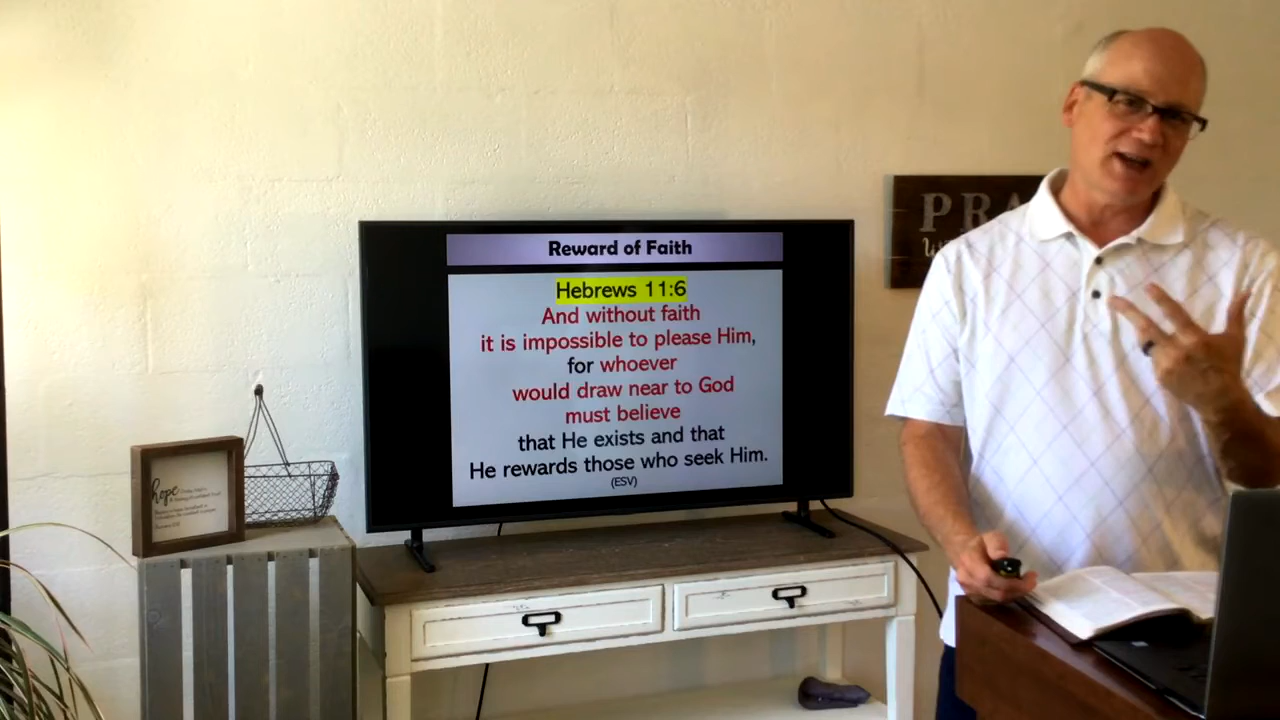 Reward of Faith
Hebrews 11:6
And without faith
it is impossible to please Him,
for whoever
would draw near to God
must believe
that He exists and that
He rewards those who seek Him.
(ESV)
PRA
hope